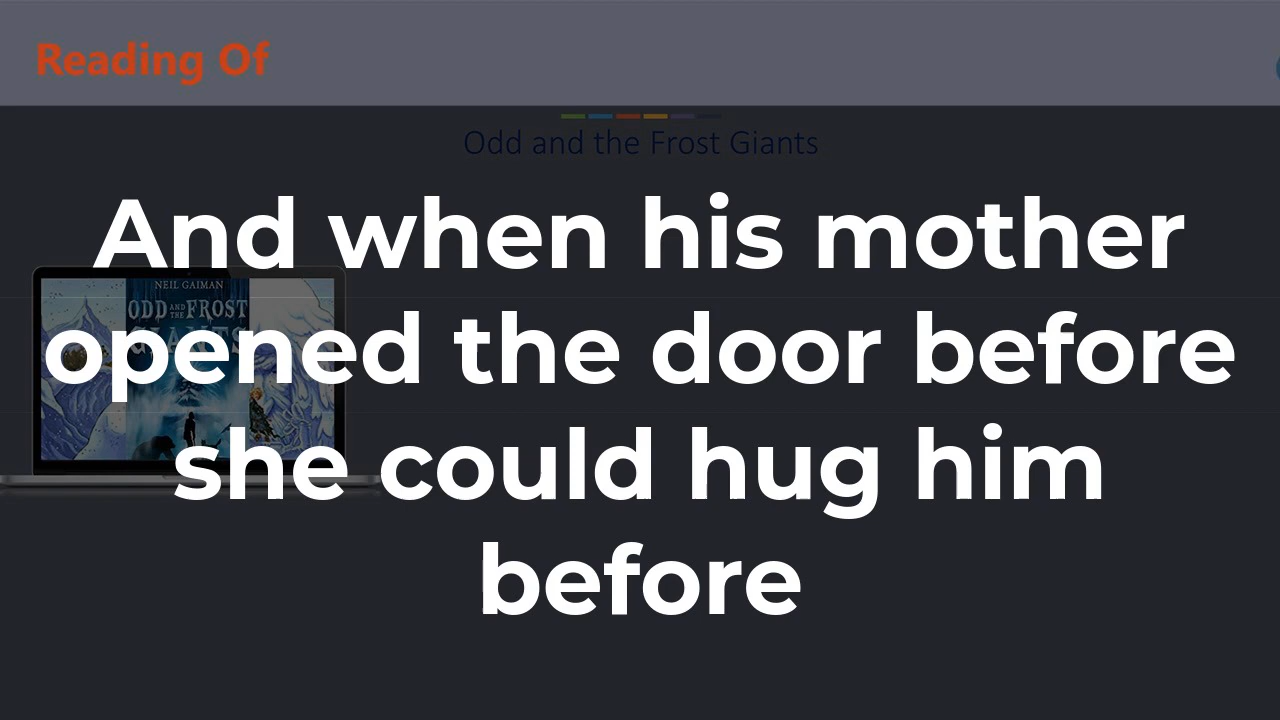 Reading Of
Odd and the Frost Giants
And when his mother
opened the door before
she could hug him
before
NEIL GAIMAN
ODD AND THE FROST
GIANTS